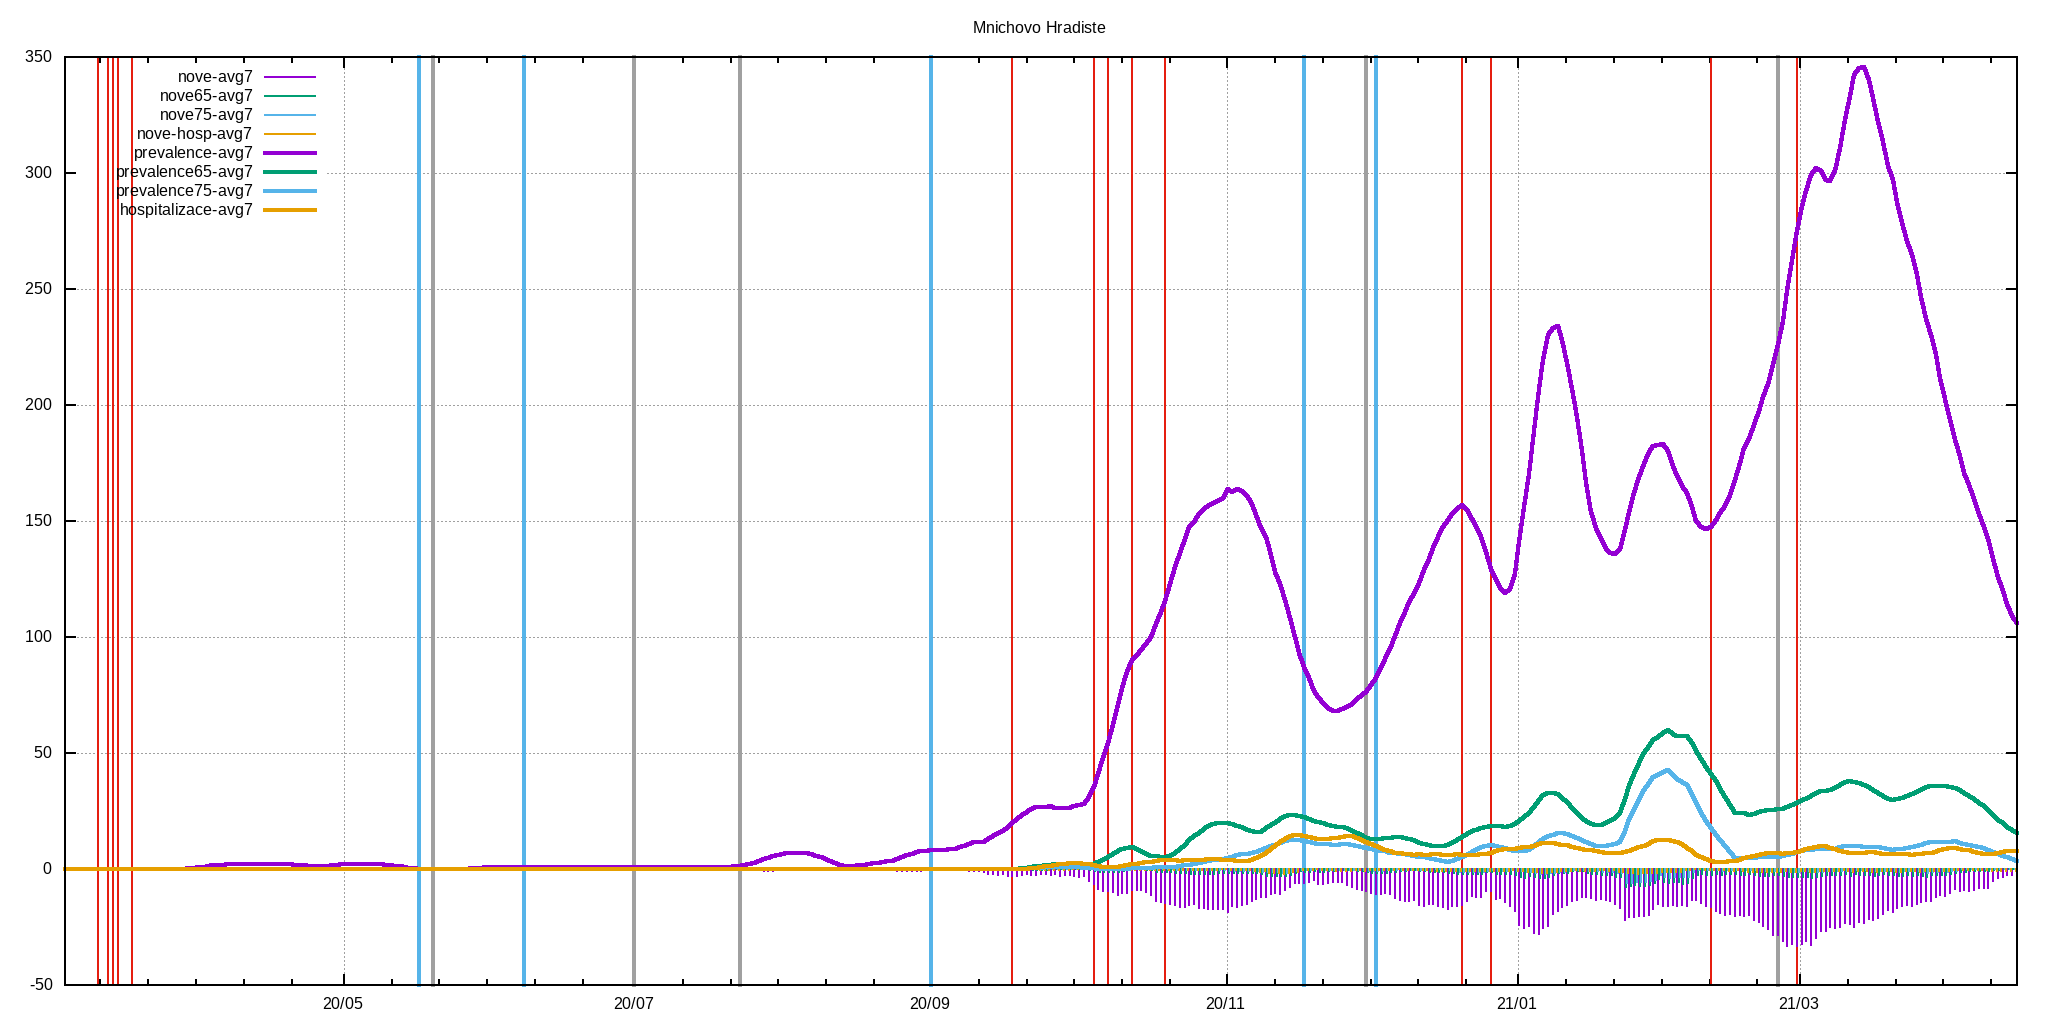 Mnichovo Hradiste
350
300
250
200
150
100
50
0
-50
nove-avg7
nove65-avg7
nove75-avg7
nove-hosp-avg7
prevalence-avg7
prevalence65-avg7
prevalence75-avg7
hospitalizace-avg7
20/05 20/07 20/09 20/11 21/01 21/03